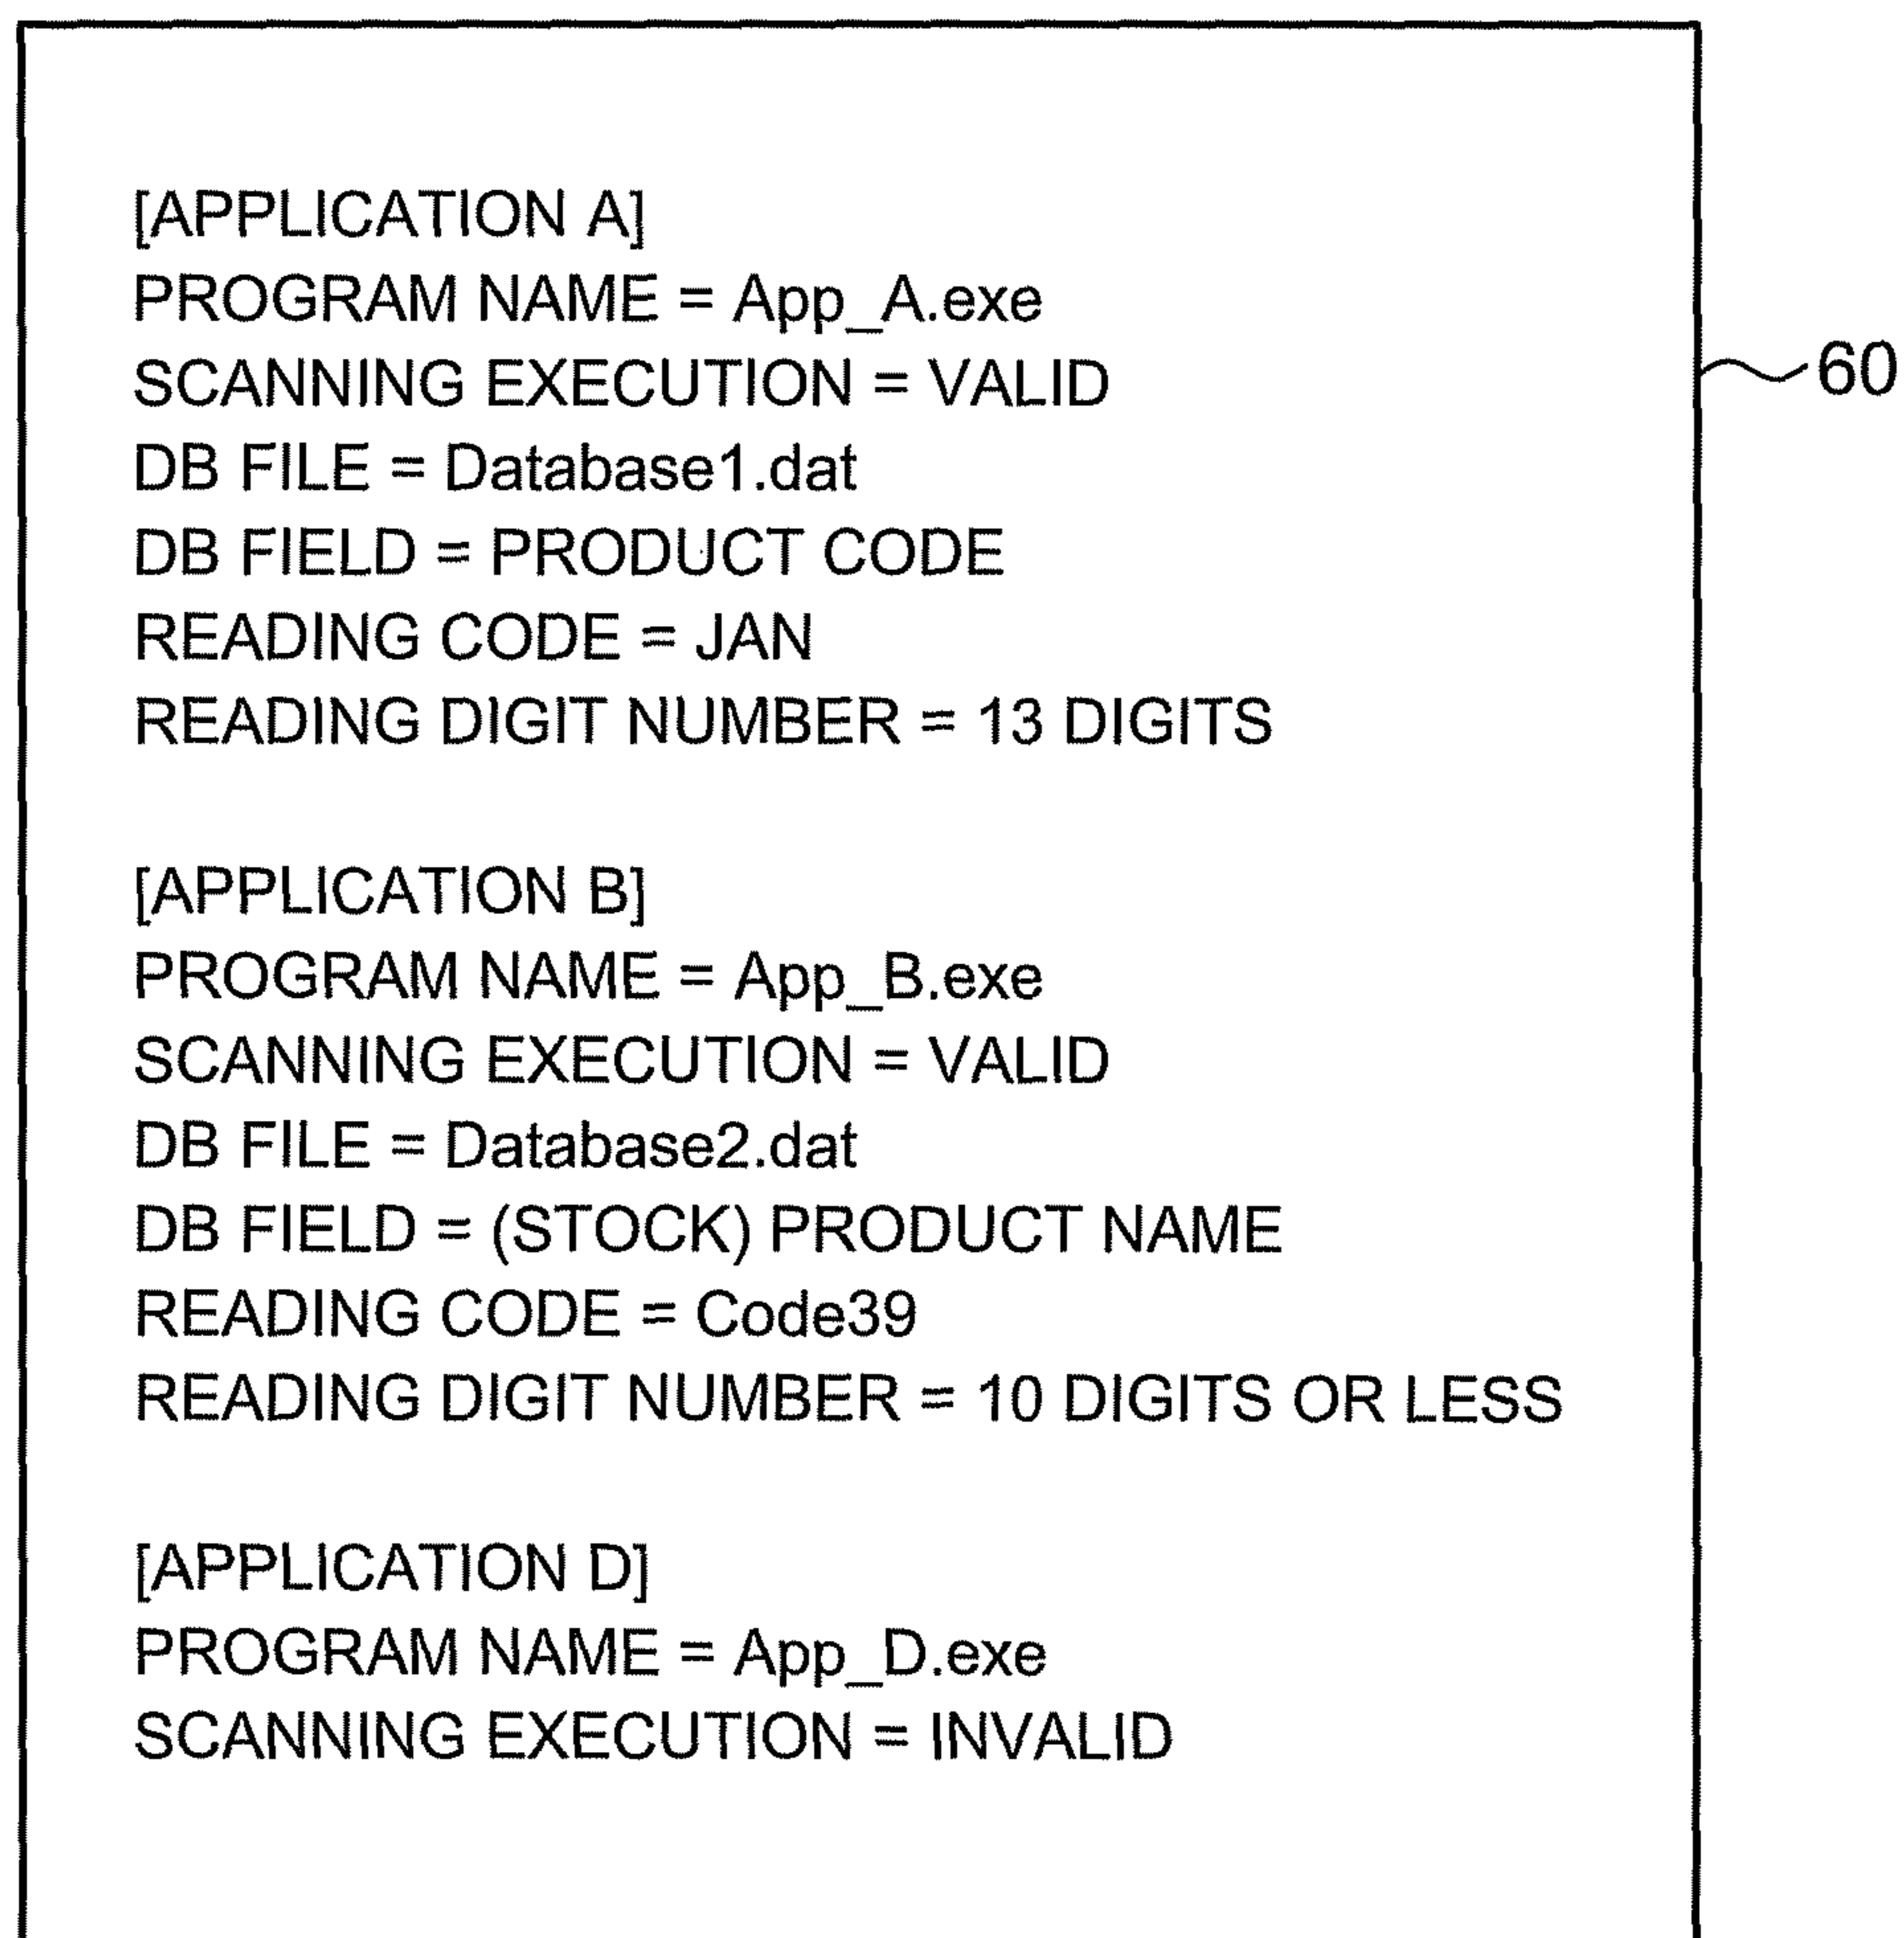 [APPLICATION A]
PROGRAM NAME = App_A.exe
SCANNING EXECUTION = VALID
60
DB FILE = Database1.dat
DB FIELD = PRODUCT CODE
READING CODE = JAN
READING DIGIT NUMBER = 13 DIGITS
[APPLICATION B]
PROGRAM NAME = App_B.exe
SCANNING EXECUTION = VALID
DB FILE = Database2.dat
DB FIELD = (STOCK) PRODUCT NAME
READING CODE = Code39
READING DIGIT NUMBER = 10 DIGITS OR LESS
[APPLICATION D]
PROGRAM NAME = App_D.exe
SCANNING EXECUTION = INVALID